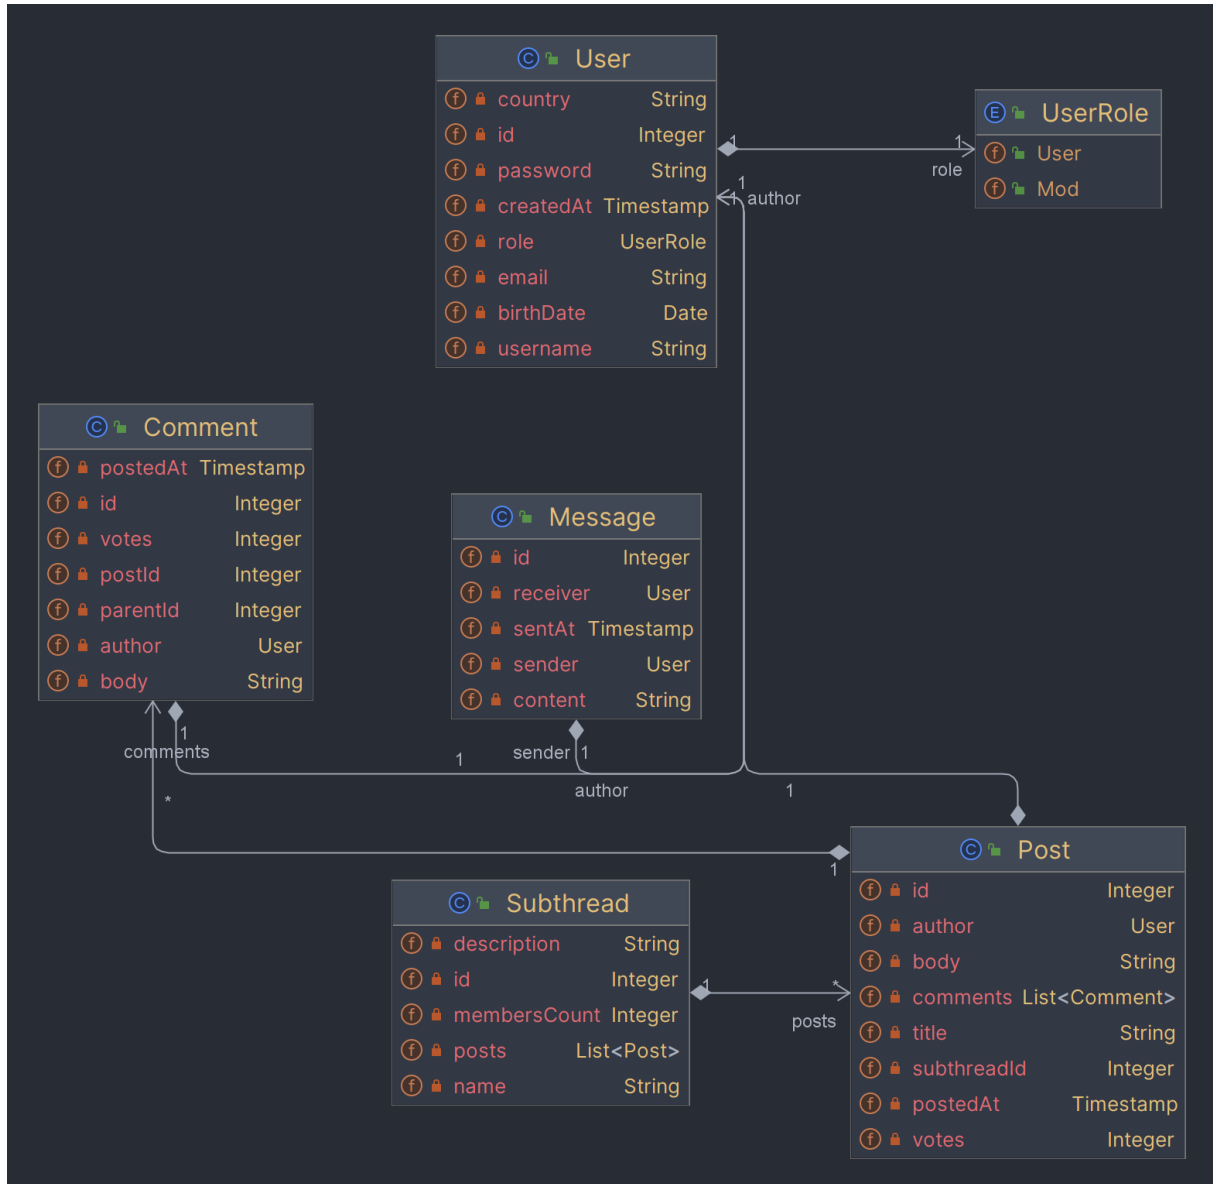 User
country String
id Integer
password String
createdAt Timestamp
role UserRole
email String
birthDate Date
username String
UserRole
User
Mod
1
1
role
1
1
author
Comment
postedAt Timestamp
id Integer
votes Integer
postId Integer
parentId Integer
author User
body String
Message
id Integer
receiver User
sentAt Timestamp
sender User
content String
1
comments
*
1
sender
1
author
1
1
Post
id Integer
author User
body String
comments List<Comment>
title String
subthreadId Integer
postedAt Timestamp
votes Integer
Subthread
description String
id Integer
membersCount Integer
posts List<Post>
name String
1
*
posts